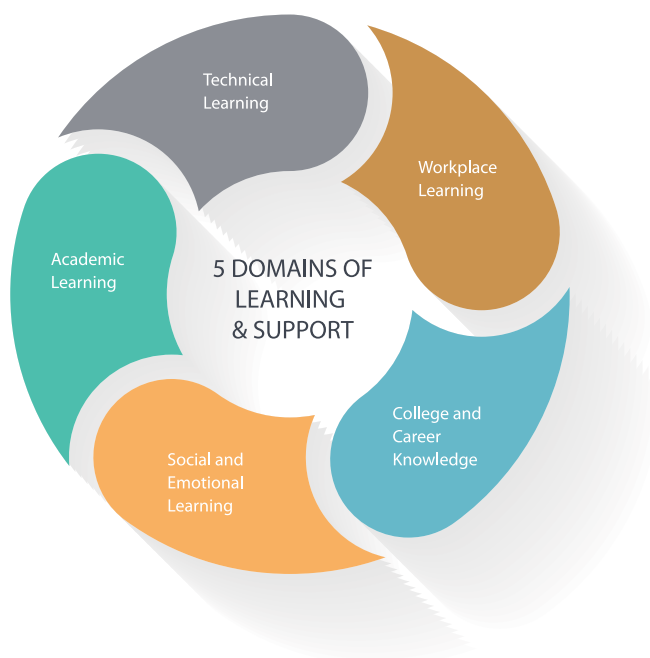 Technical
Learning
Workplace
Learning
Academic
Learning
5 DOMAINS OF
LEARNING
& SUPPORT
College and
Career
Knowledge
Social and
Emotional
Learning